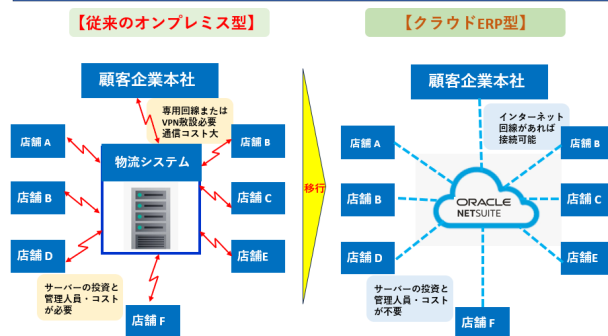 【従来のオンプレミス型】
【クラウドERP型】
顧客企業本社
専用回線または
VPN敷設必要
通信コスト大
店舗 A
店舗 B
物流システム
店舗 B
店舗 C
店舗 D
店舗E
サーバーの投資と
管理人員・コスト
が必要
店舗 F
移行
顧客企業本社
インターネット
回線があれば
接続可能
店舗 A
店舗 B
ORACLE
NETSUITE
店舗 B
店舗 C
店舗 D
店舗E
サーバーの投資と
管理人員・コスト
が不要
店舗 F